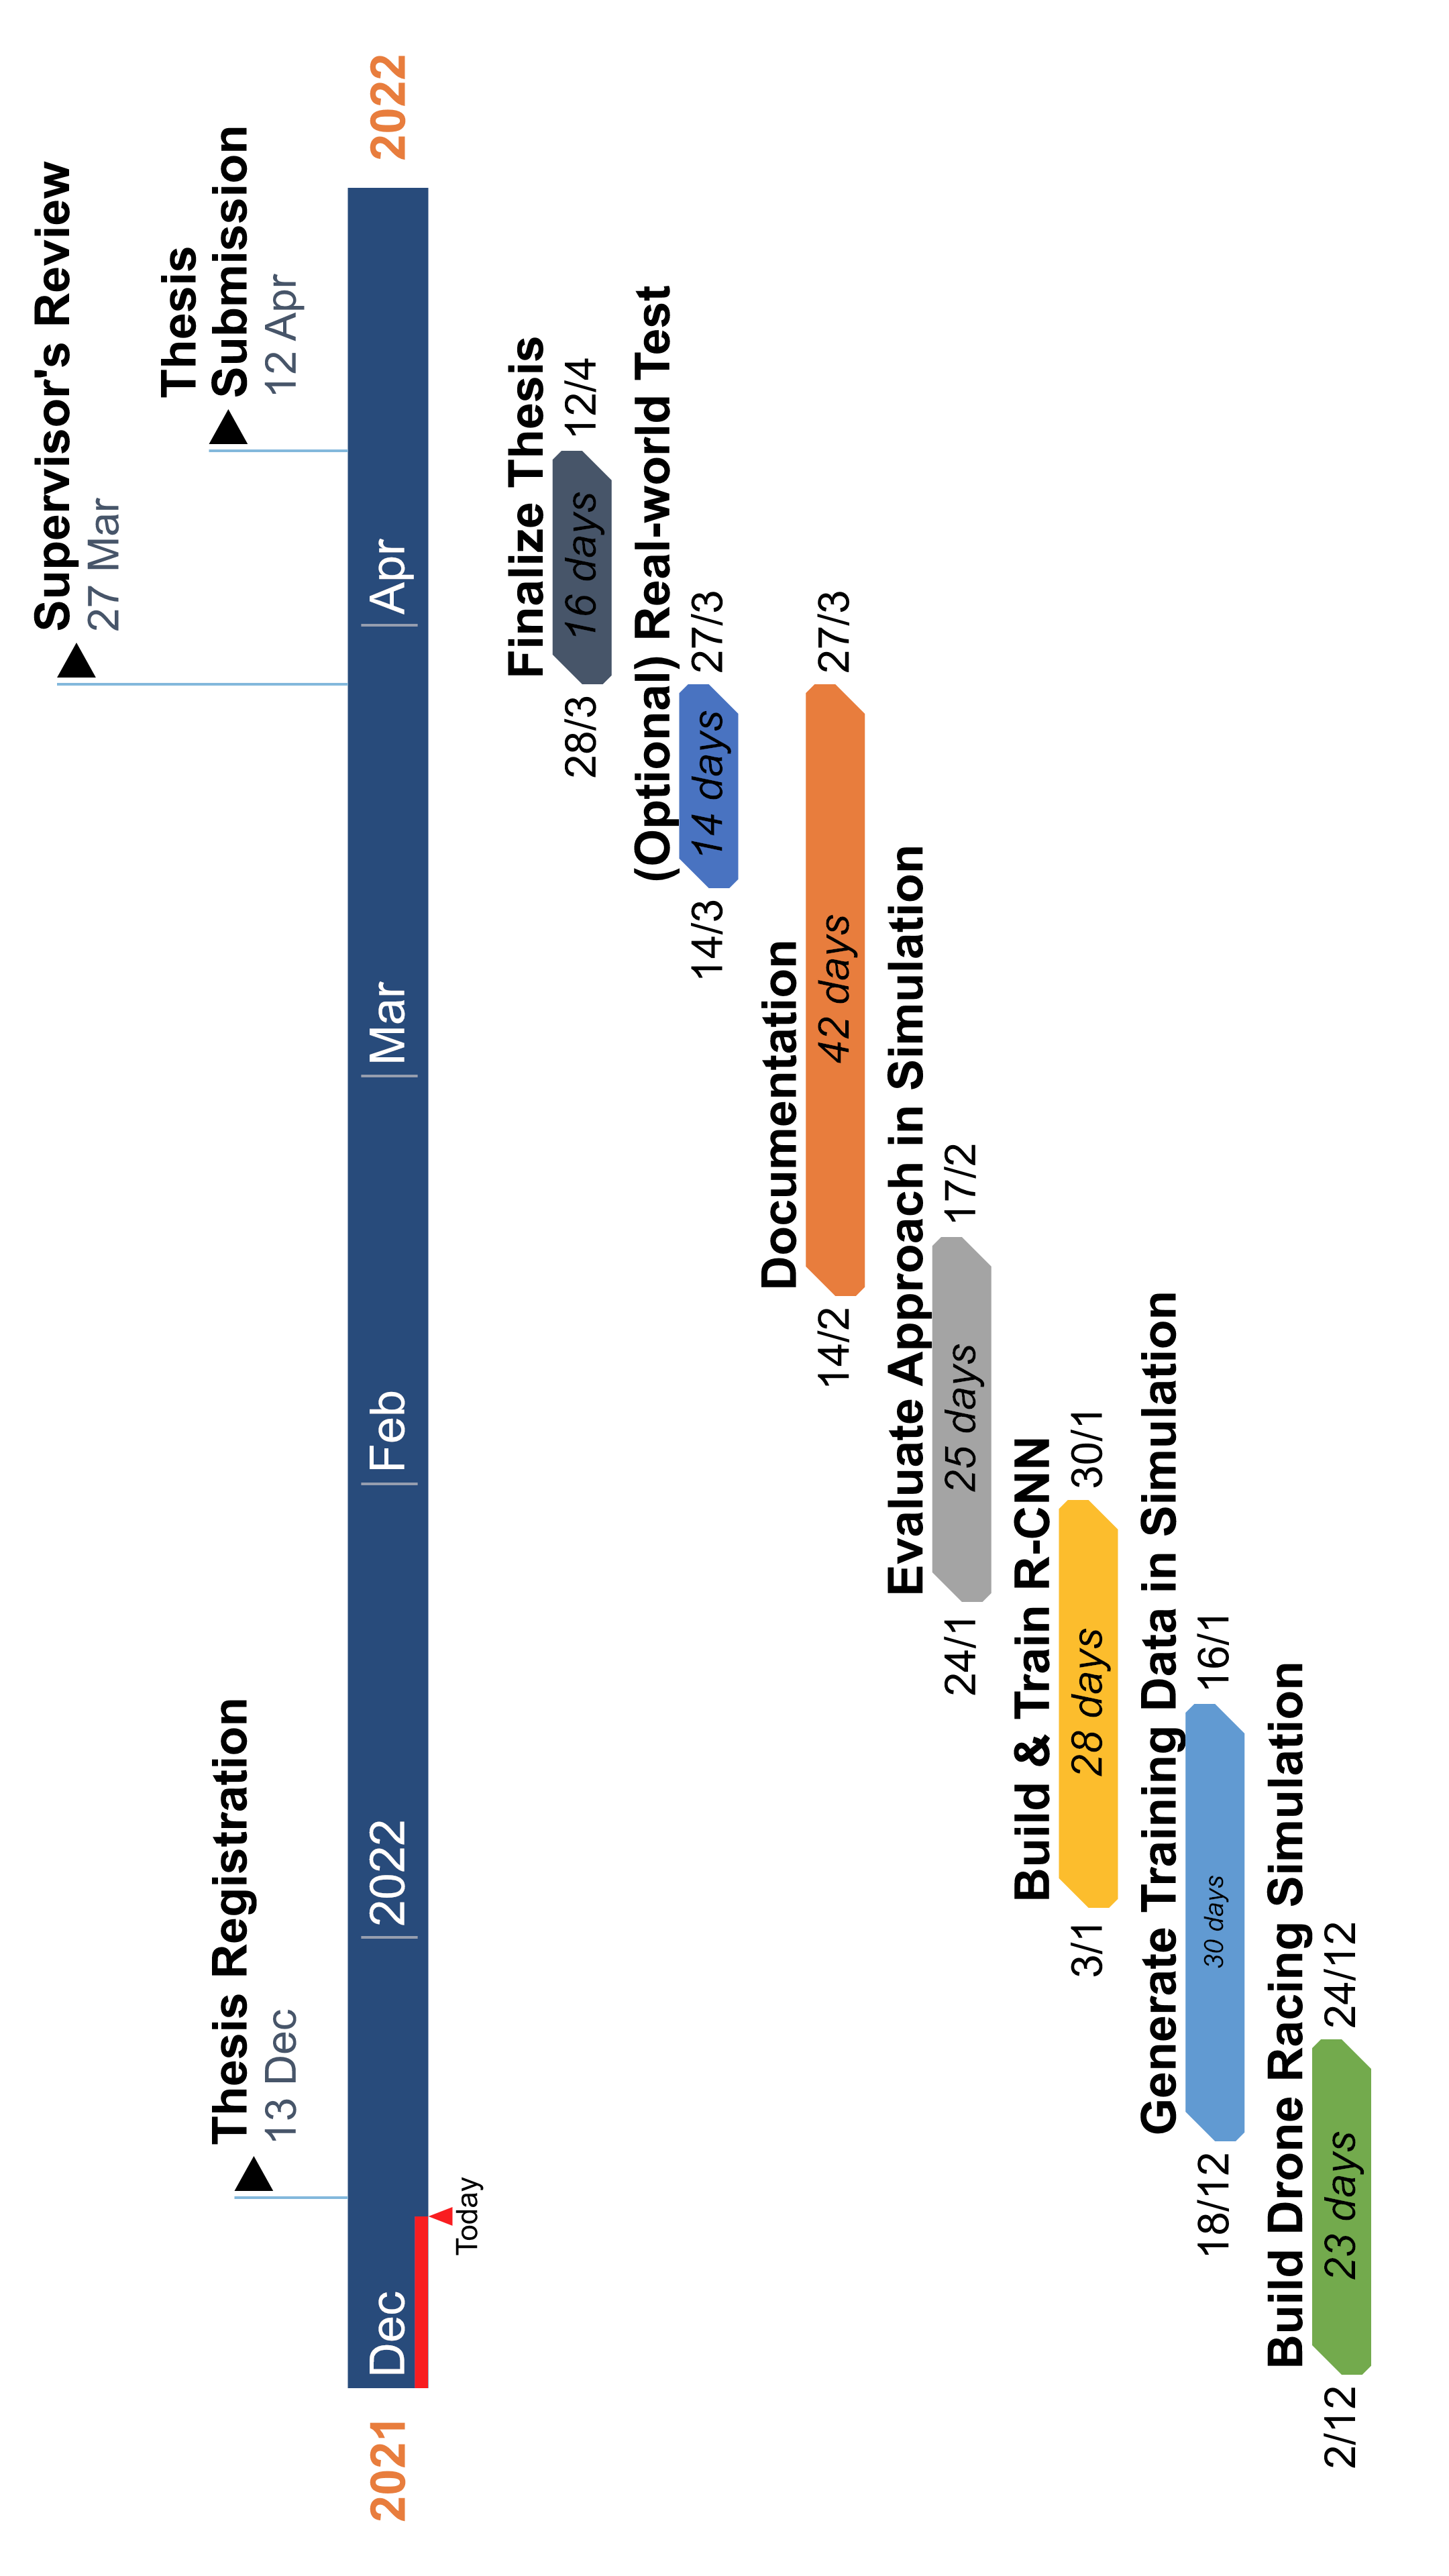 Supervisor's Review
27 Mar
Thesis
Submission
12 Apr
Thesis Registration
13 Dec
2021
Dec
2022
Feb
Mar
Apr
2022
Today
Finalize Thesis
28/3
16 days
12/4
(Optional) Real-world Test
14/3
14 days
27/3
Documentation
14/2
42 days
27/3
Evaluate Approach in Simulation
24/1
25 days
17/2
Build & Train R-CNN
3/1
28 days
30/1
Generate Training Data in Simulation
18/12
30 days
16/1
Build Drone Racing Simulation
2/12
23 days
24/12